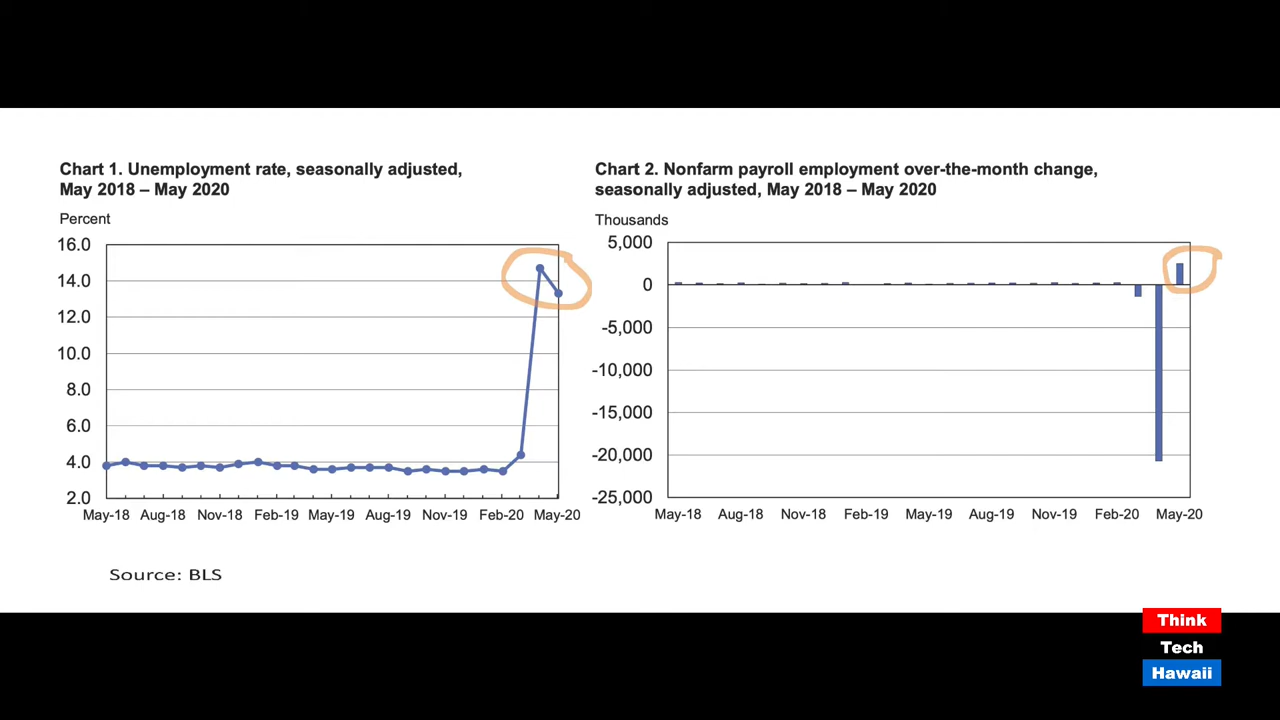 Chart 1. Unemployment rate, seasonally adjusted,
May 2018 – May 2020
Percent
16.0
14.0
12.0
10.0
8.0
6.0
4.0
2.0
May-18 Aug-18 Nov-18 Feb-19 May-19 Aug-19 Nov-19 Feb-20 May-20
Chart 2. Nonfarm payroll employment over-the-month change,
seasonally adjusted, May 2018 – May 2020
Thousands
5,000
0
-5,000
-10,000
-15,000
-20,000
-25,000
May-18 Aug-18 Nov-18 Feb-19 May-19 Aug-19 Nov-19 Feb-20 May-20
Source: BLS
Think
Tech
Hawaii